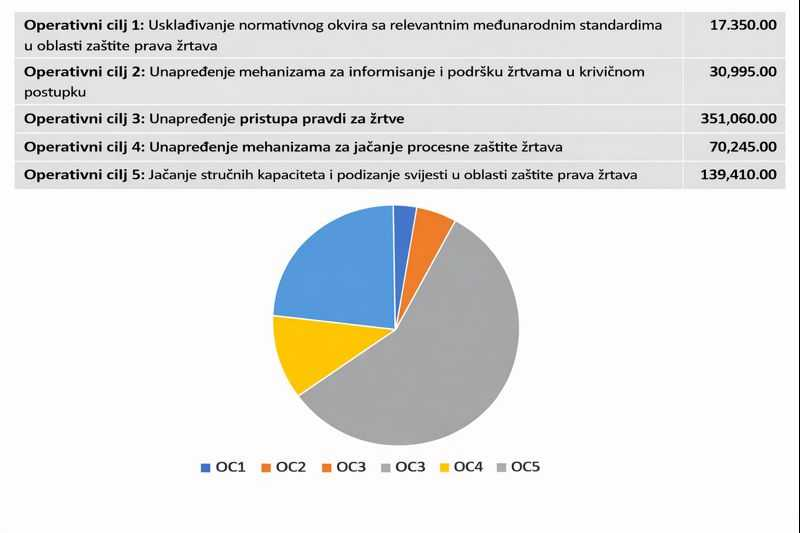 Operativni cilj 1: Usklađivanje normativnog okvira sa relevantnim međunarodnim standardima
u oblasti zaštite prava žrtava
17.350.00
Operativni cilj 2: Unapređenje mehanizama za informisanje i podršku žrtvama u krivičnom
postupku
30,995.00
Operativni cilj 3: Unapređenje pristupa pravdi za žrtve
351,060.00
Operativni cilj 4: Unapređenje mehanizama za jačanje procesne zaštite žrtava
70,245.00
Operativni cilj 5: Jačanje stručnih kapaciteta i podizanje svijesti u oblasti zaštite prava žrtava
139,410.00
OC1 OC2 OC3 OC3 OC4 OC5